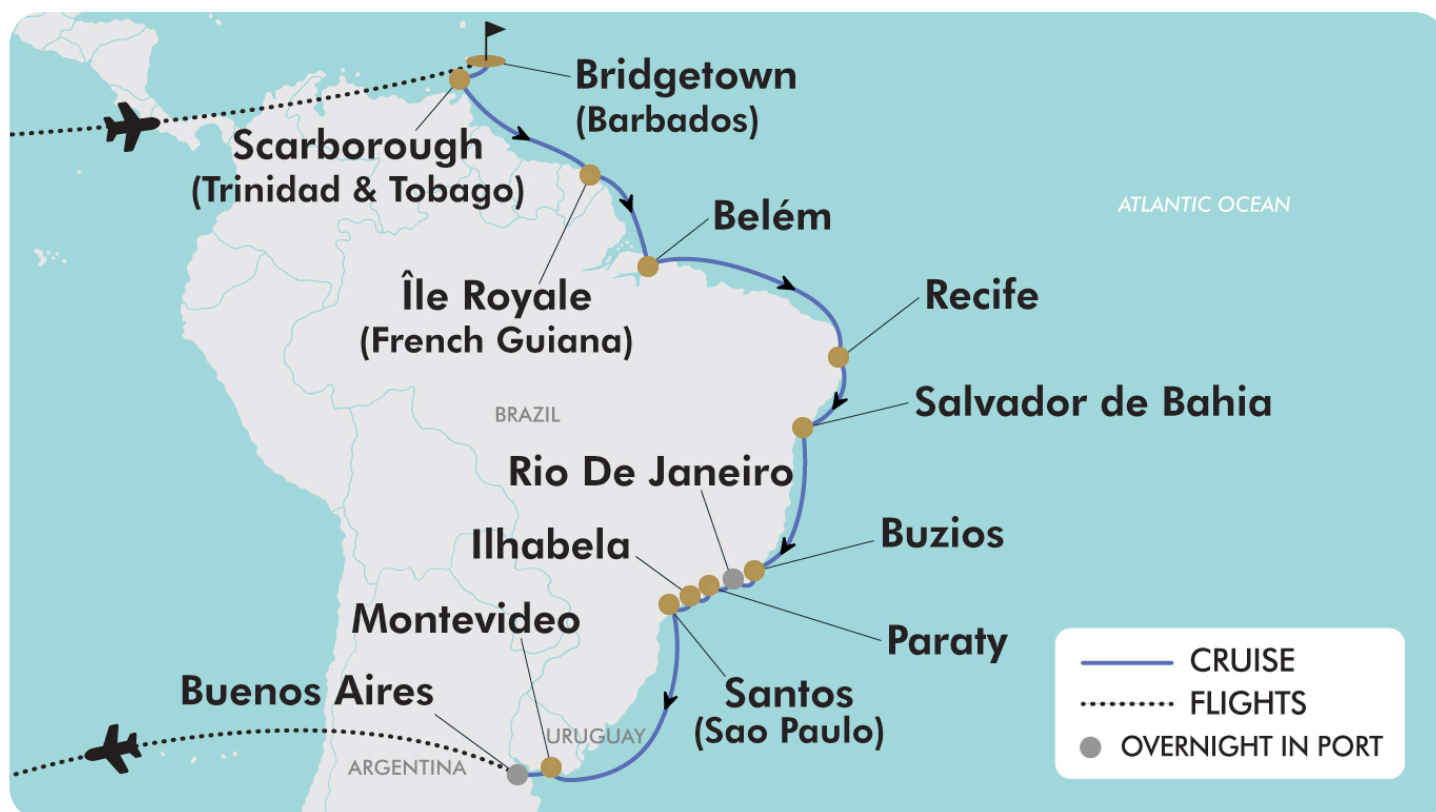 Bridgetown
(Barbados)
Scarborough
(Trinidad & Tobago)
ATLANTIC OCEAN
Belém
Île Royale
(French Guiana)
Recife
Salvador de Bahia
BRAZIL
Rio De Janeiro
Buzios
Ilhabela
Montevideo
Paraty
Buenos Aires
Santos
(Sao Paulo)
URUGUAY
ARGENTINA
CRUISE
FLIGHTS
OVERNIGHT IN PORT